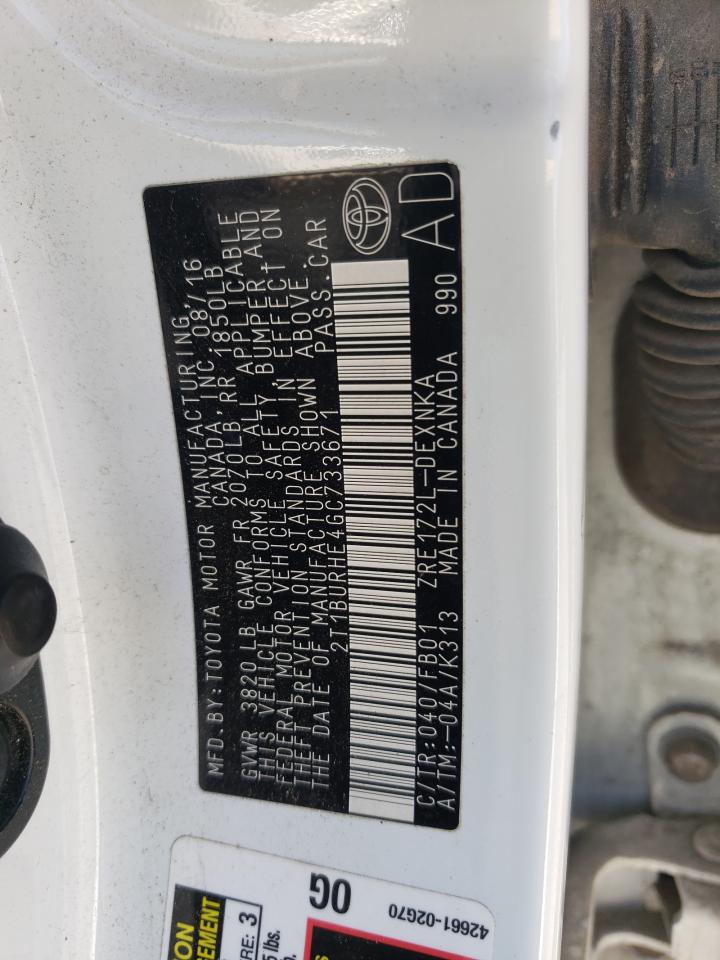 MFD.BY:TOYOTA MOTOR MANUFACTURING,
CANADA,INC. 08/16
GVWR 3820 LB GAWR FR 2070LB,RR 1850LB
THIS VEHICLE CONFORMS TO ALL APPLICABLE
FEDERAL MOTOR VEHICLE SAFETY,BUMPER,AND
THEFT PREVENTION STANDARDS IN EFFECT ON
THE DATE OF MANUFACTURE SHOWN ABOVE.
2T1BURHE4GC733671 PASS.CAR
C/TR:040/FB01 ZRE172L-DEXNKA
A/TM:-04A/K313 MADE IN CANADA 990
AD
0G
42661-02G70